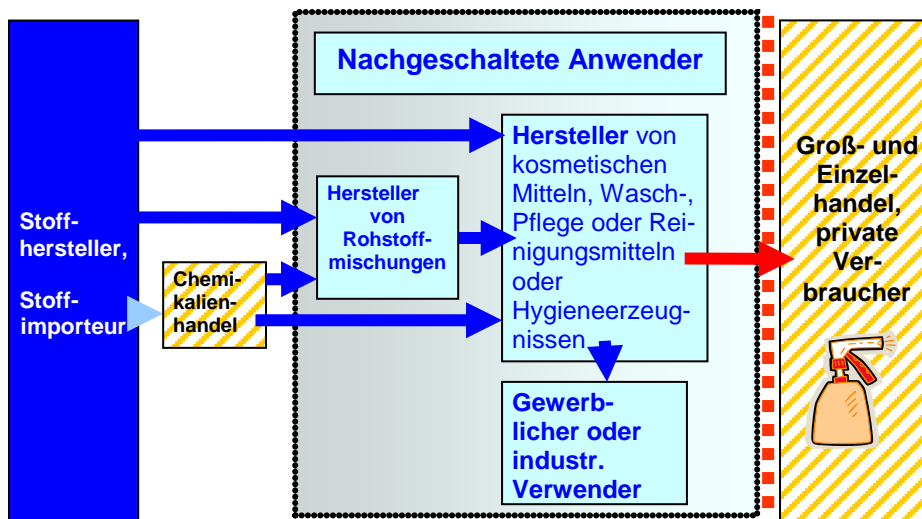 Stoff-
hersteller,
Stoff-
importeur
Chemi-
kalien-
handel
Nachgeschaltete Anwender
Hersteller
von
Rohstoff-
mischungen
Hersteller von
kosmetischen
Mitteln, Wasch-,
Pflege oder Rei-
nigungsmitteln
oder
Hygieneerzeug-
nissen
Gewerb-
licher oder
industr.
Verwender
Groß- und
Einzel-
handel,
private
Ver-
braucher